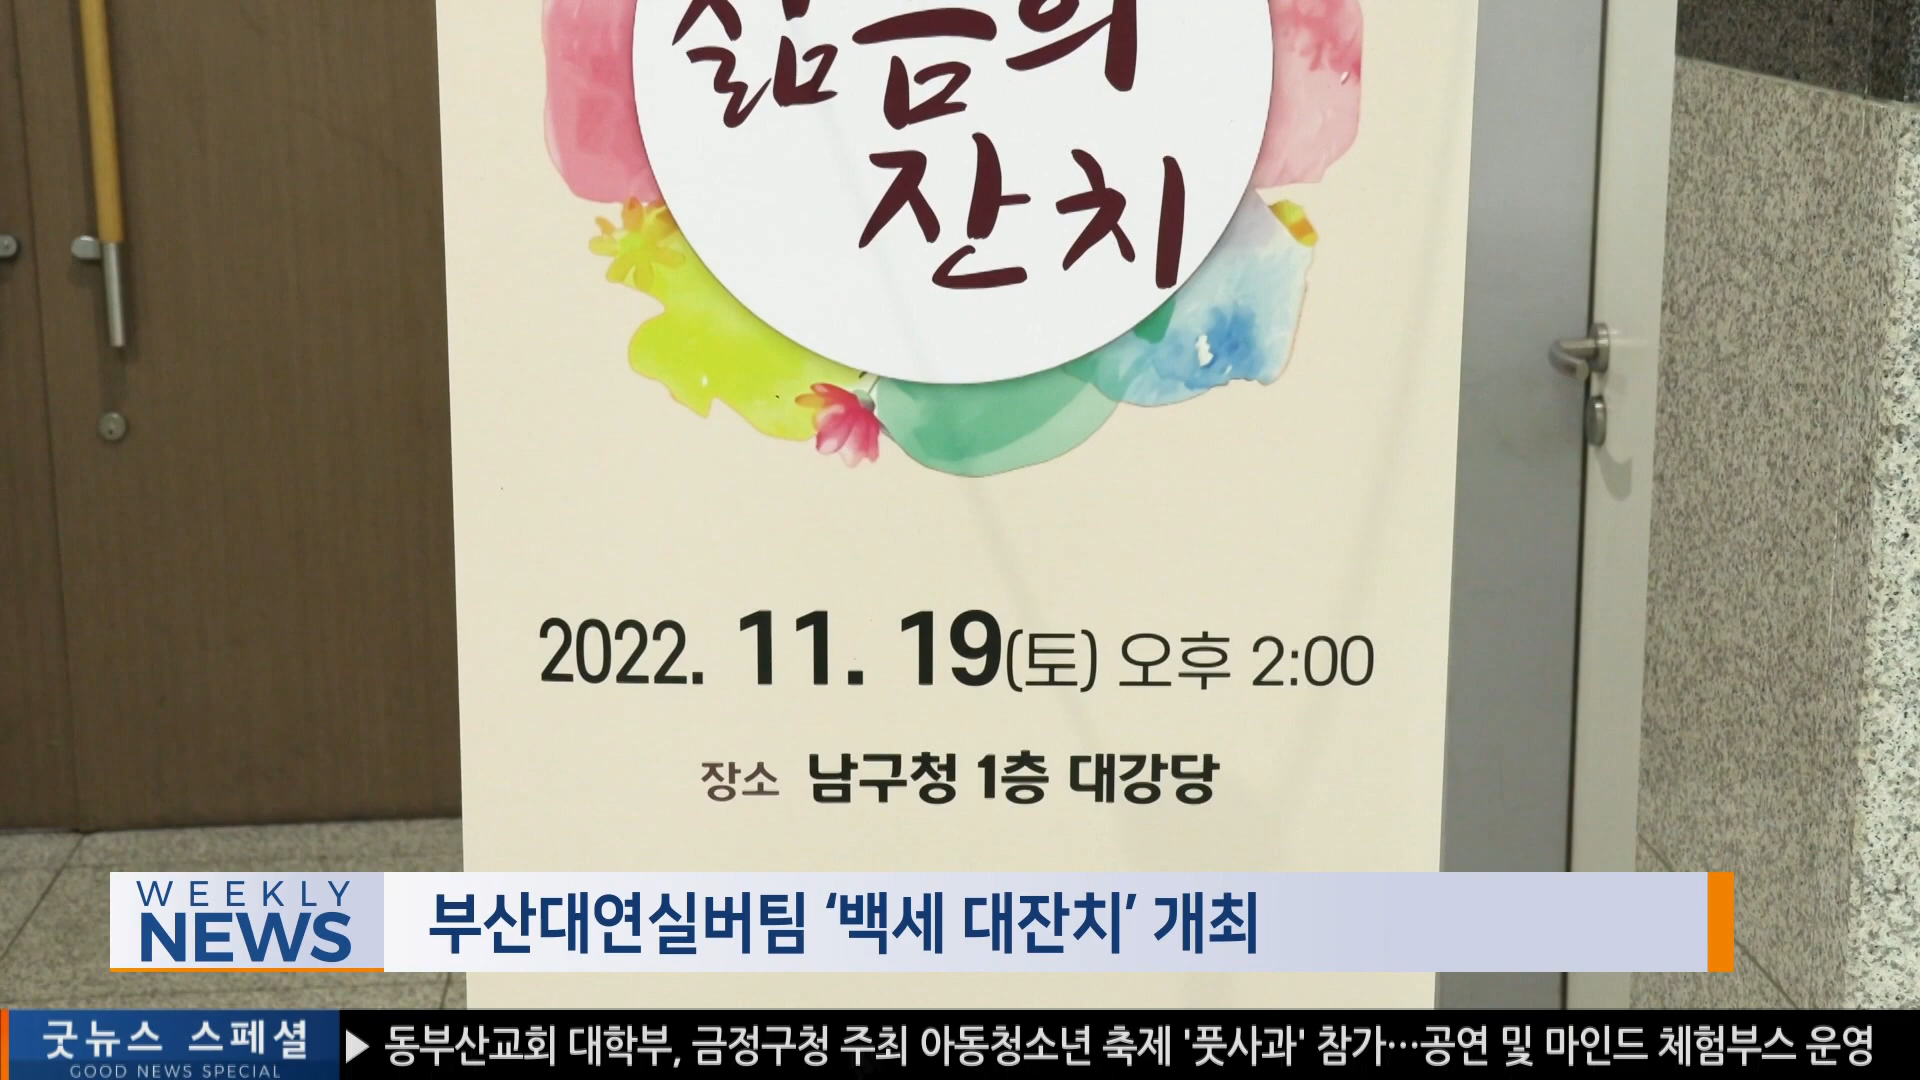 잔치
2022. 11. 19(토) 오후 2:00
장소 남구청 1층 대강당
WEEKLY
NEWS
부산대연실버팀 ‘백세 대잔치’ 개최
굿뉴스 스페셜
GOOD NEWS SPECIAL
▶ 동부산교회 대학부, 금정구청 주최 아동청소년 축제 '풋사과' 참가…공연 및 마인드 체험부스 운영